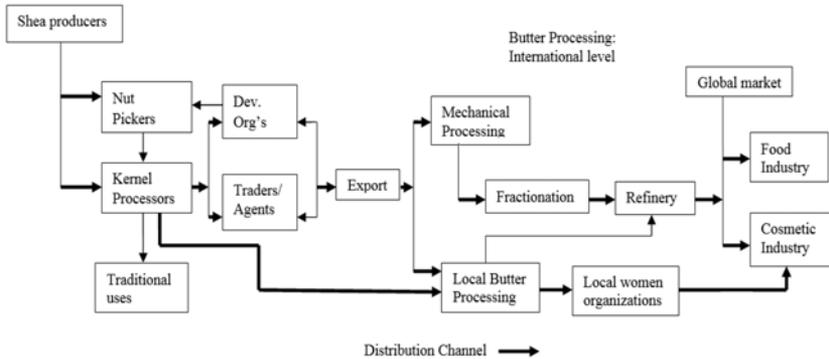 Shea producers
Butter Processing:
International level
Global market
Nut
Pickers
Dev.
Org's
Mechanical
Processing
Food
Industry
Kernel
Processors
Traders/
Agents
Export
Fractionation
Refinery
Cosmetic
Industry
Traditional
uses
Local Butter
Processing
Local women
organizations
Distribution Channel